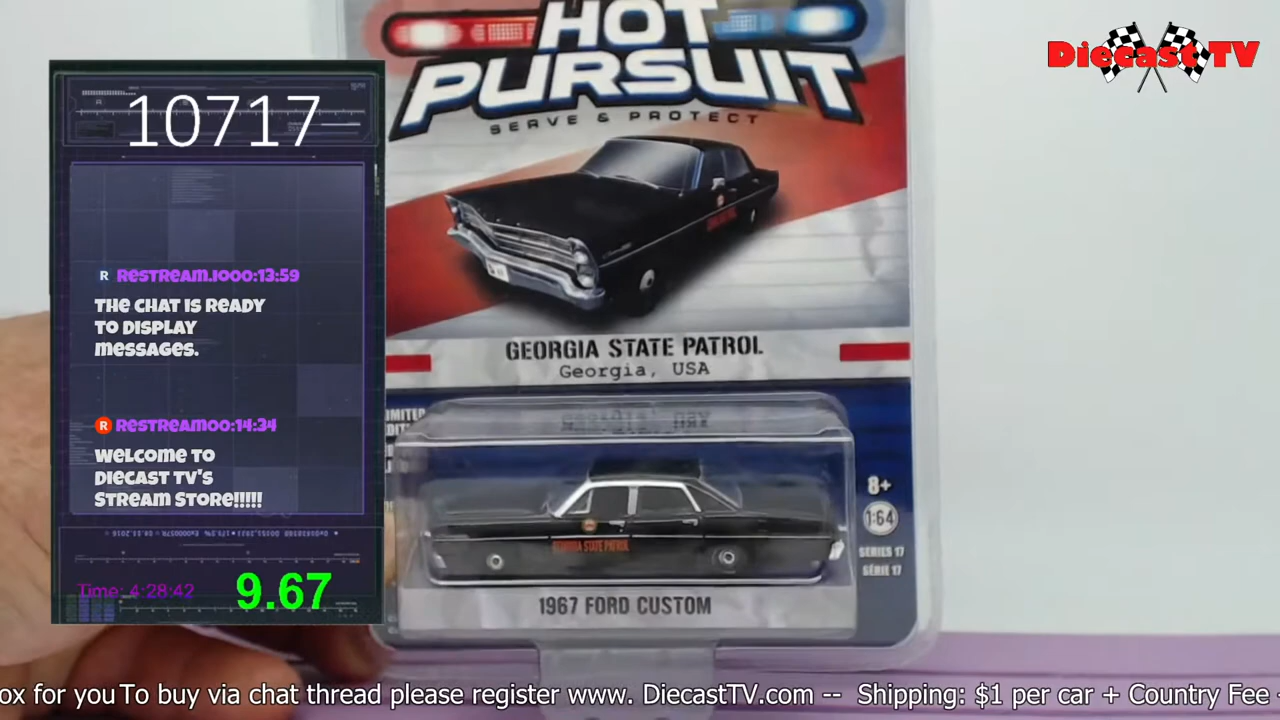 HOT
PURSUIT
SERVE & PROTECT
Diecast TV
10717
R Restream.io00:13:59
THE CHAT IS READY
TO DISPLAY
MESSAGES.
R Restream00:14:34
WELCOME TO
DIECAST TV'S
STREAM STORE!!!!!
Time: 4:28:42
9.67
GEORGIA STATE PATROL
Georgia, USA
8+
1:64
SERIES 17
SÉRIE 17
GEORGIA STATE PATROL
1967 FORD CUSTOM
ox for you To buy via chat thread please register www. DiecastTV.com -- Shipping: $1 per car + Country Fee -